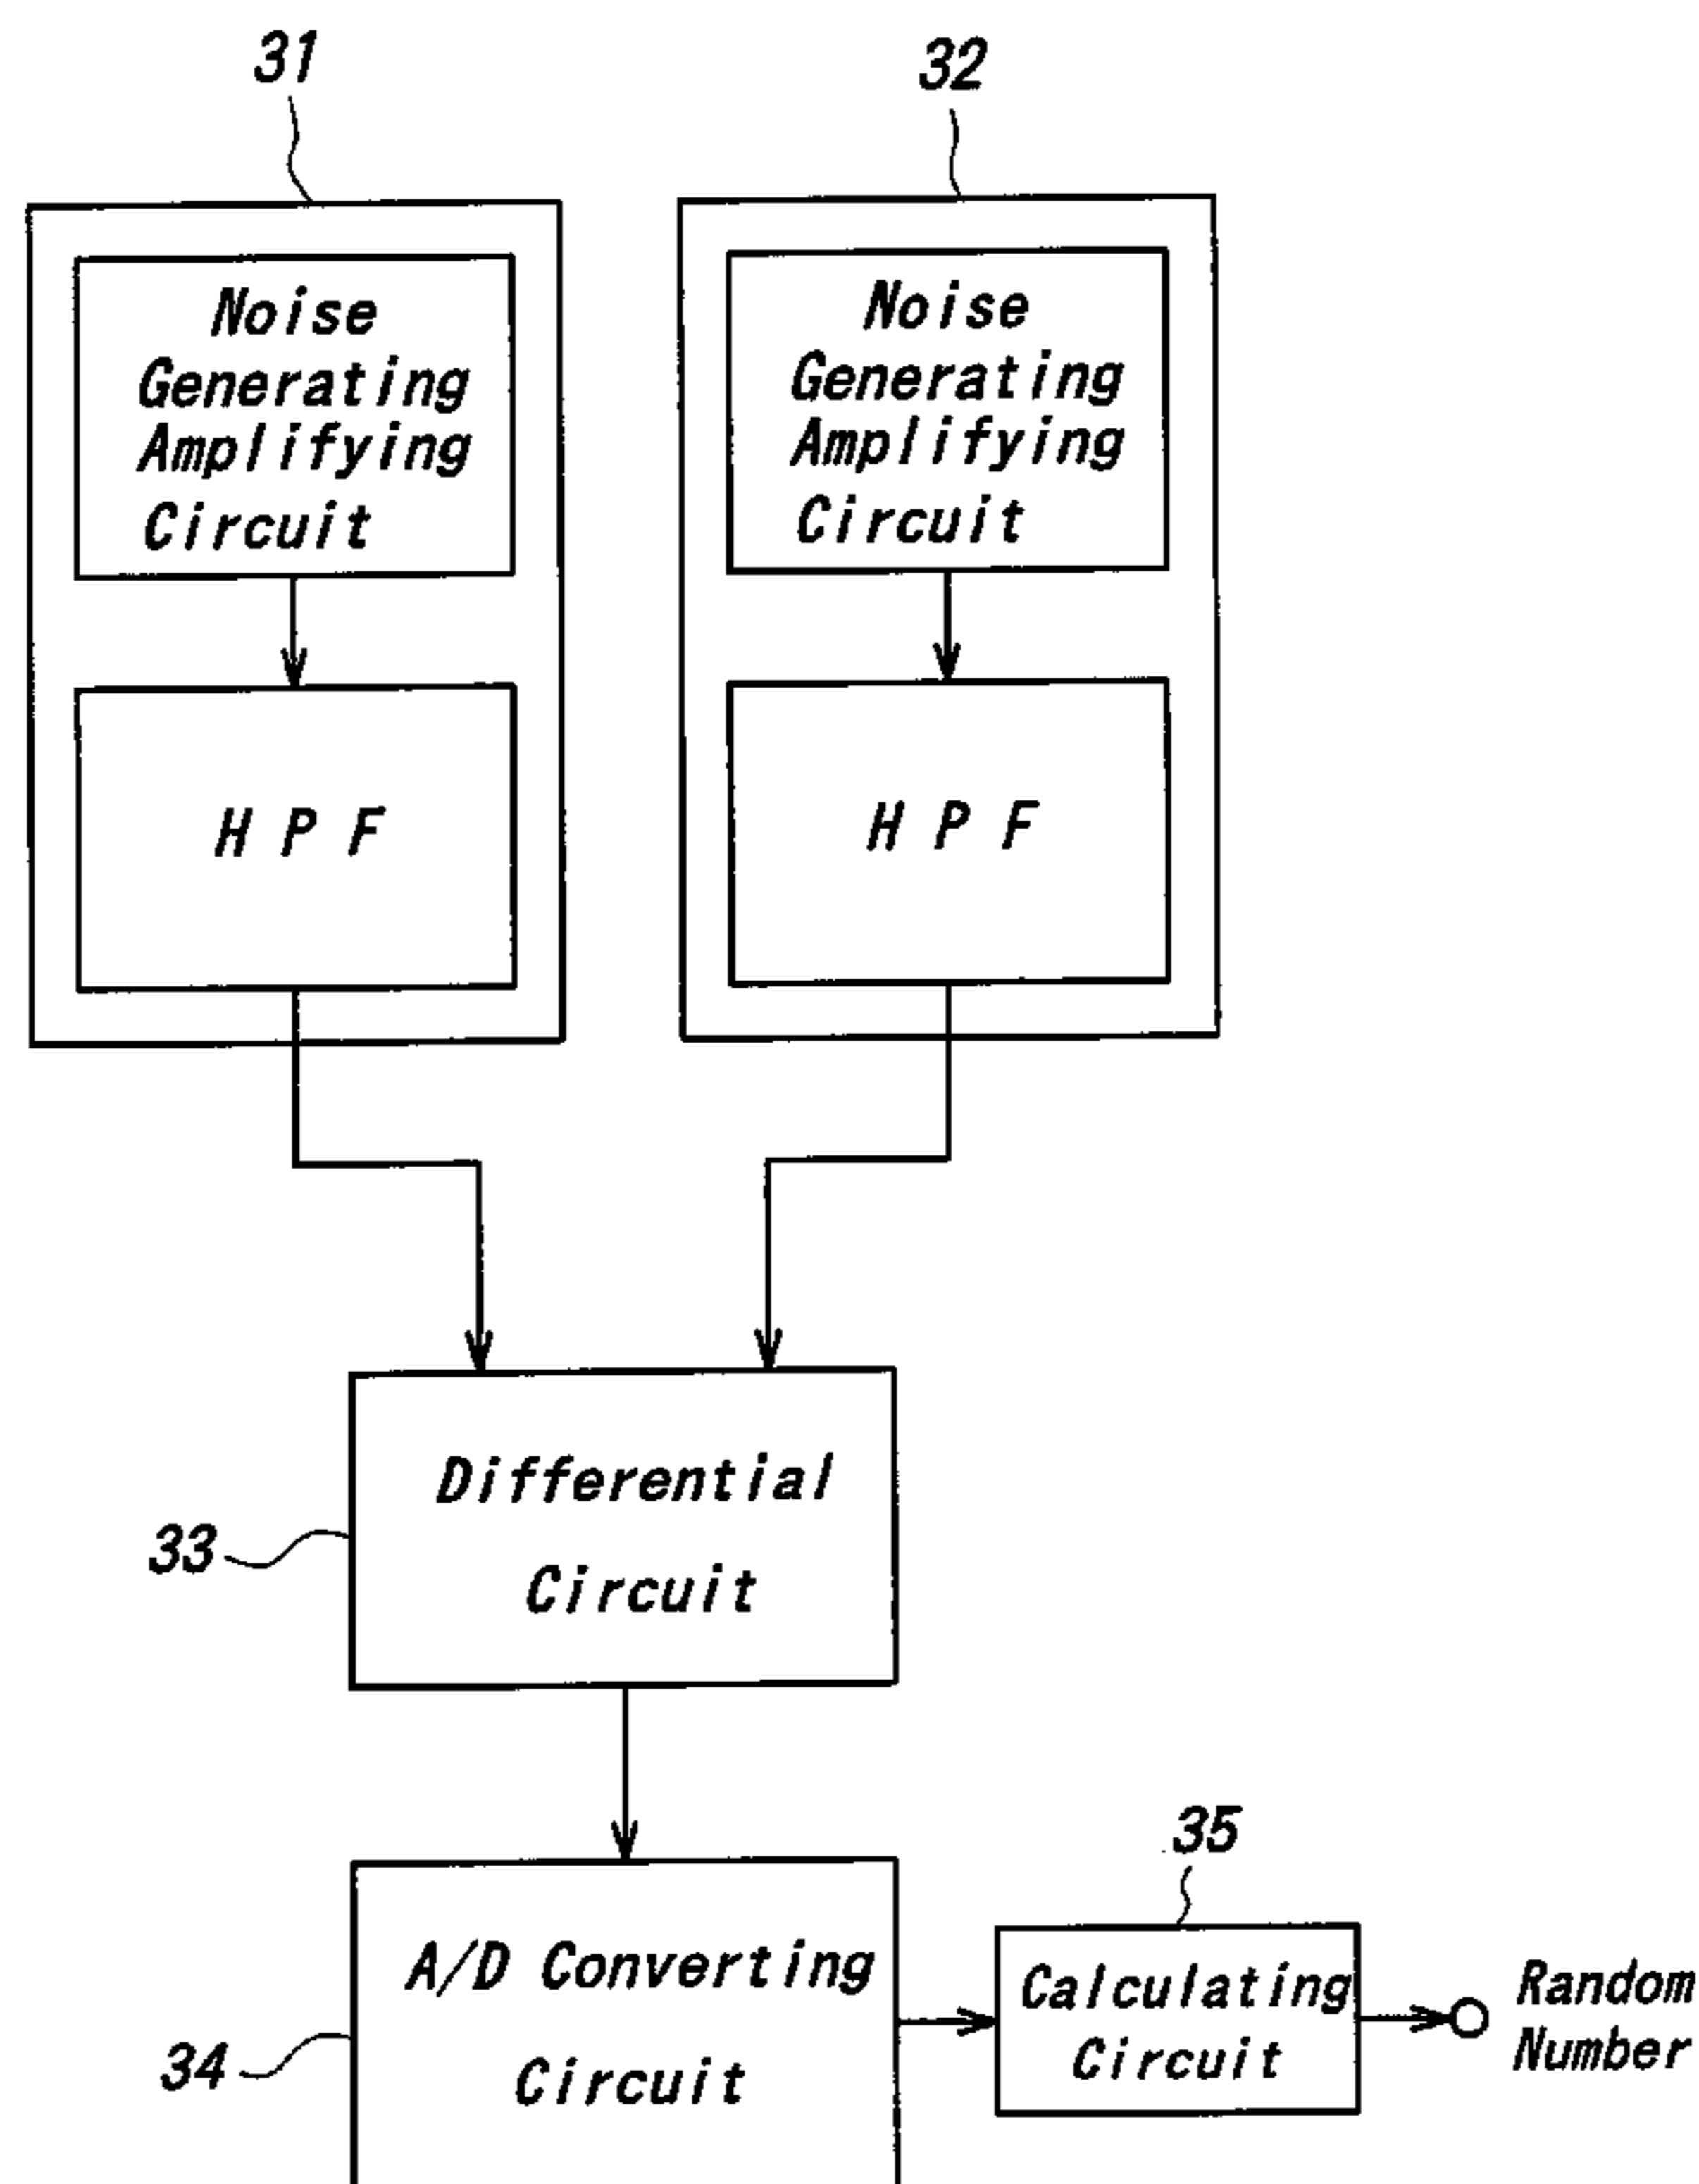 31
32
Noise
Generating
Amplifying
Circuit
Noise
Generating
Amplifying
Circuit
H P F
H P F
Differential
Circuit
33
35
A/D Converting
Circuit
34
Calculating
Circuit
Random
Number